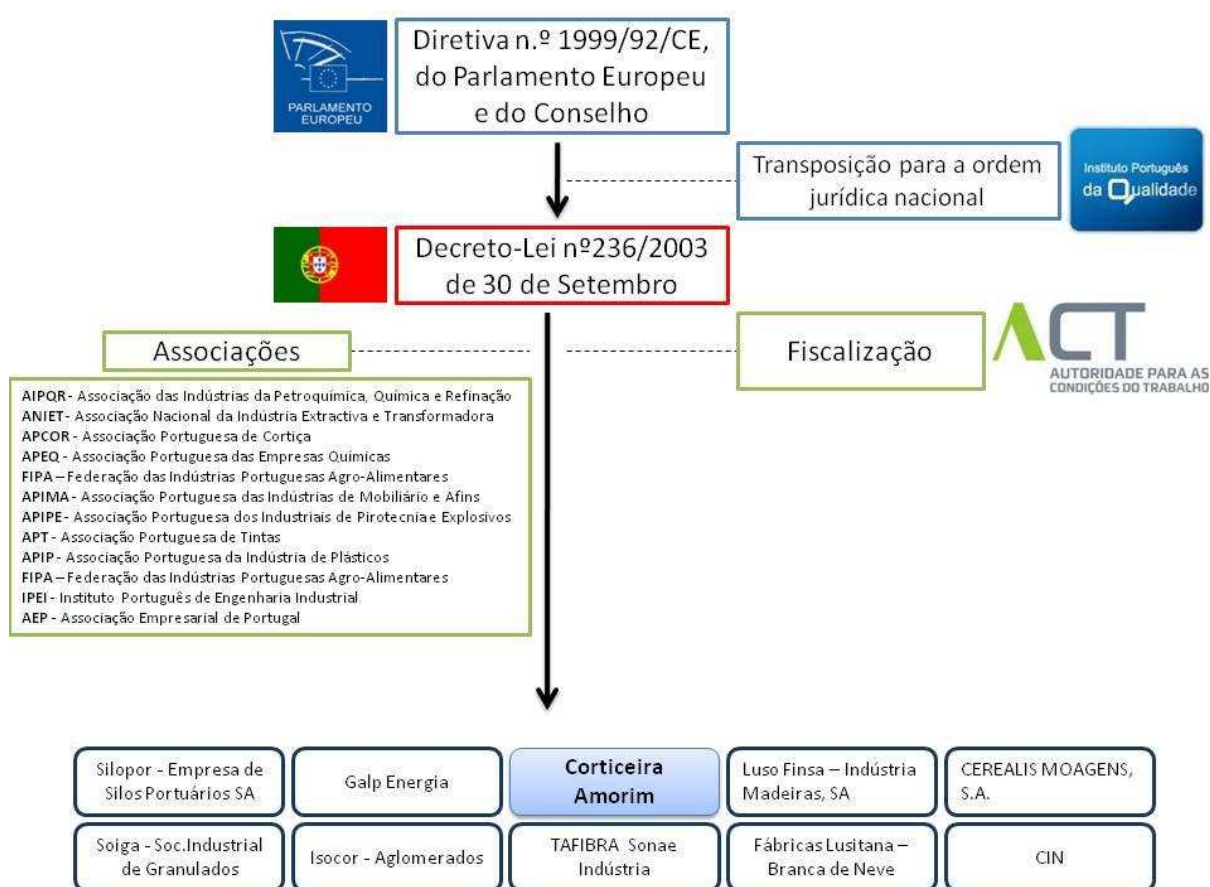 PARLAMENTO
EUROPEU
Diretiva n.º 1999/92/CE,
do Parlamento Europeu
e do Conselho
Transposição para a ordem
jurídica nacional
Instituto Português
da Qualidade
Decreto-Lei nº236/2003
de 30 de Setembro
Associações
Fiscalização
ACT
AUTORIDADE PARA AS
CONDIÇÕES DO TRABALHO
AIPQR- Associação das Indústrias da Petroquímica, Química e Refinação
ANIET- Associação Nacional da Indústria Extractiva e Transformadora
APCOR - Associação Portuguesa de Cortiça
APEQ - Associação Portuguesa das Empresas Químicas
FIPA – Federação das Indústrias Portuguesas Agro-Alimentares
APIMA- Associação Portuguesa das Indústrias de Mobiliário e Afins
APIPE- Associação Portuguesa dos Industriais de Pirotecnia e Explosivos
APT - Associação Portuguesa de Tintas
APIP - Associação Portuguesa da Indústria de Plásticos
FIPA – Federação das Indústrias Portuguesas Agro-Alimentares
IPEI - Instituto Português de Engenharia Industrial
AEP - Associação Empresarial de Portugal
Silopor - Empresa de
Silos Portuários SA
Galp Energia
Corticeira
Amorim
Luso Finsa – Indústria
Madeiras, SA
CEREALIS MOAGENS,
S.A.
Soiga - Soc.Industrial
de Granulados
Isocor - Aglomerados
TAFIBRA Sonae
Indústria
Fábricas Lusitana –
Branca de Neve
CIN